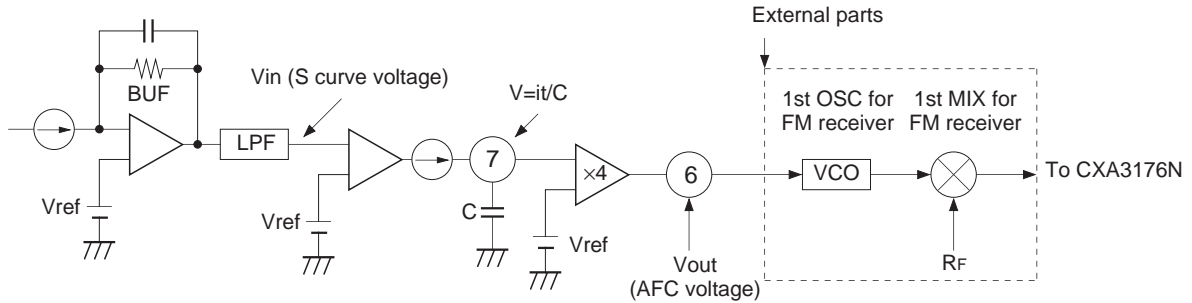 External parts
BUF
Vin (S curve voltage)
V=it/C
1st OSC for
FM receiver
1st MIX for
FM receiver
LPF
7
×4
6
VCO
To CXA3176N
Vref
Vref
C
Vref
Vout
(AFC voltage)
RF